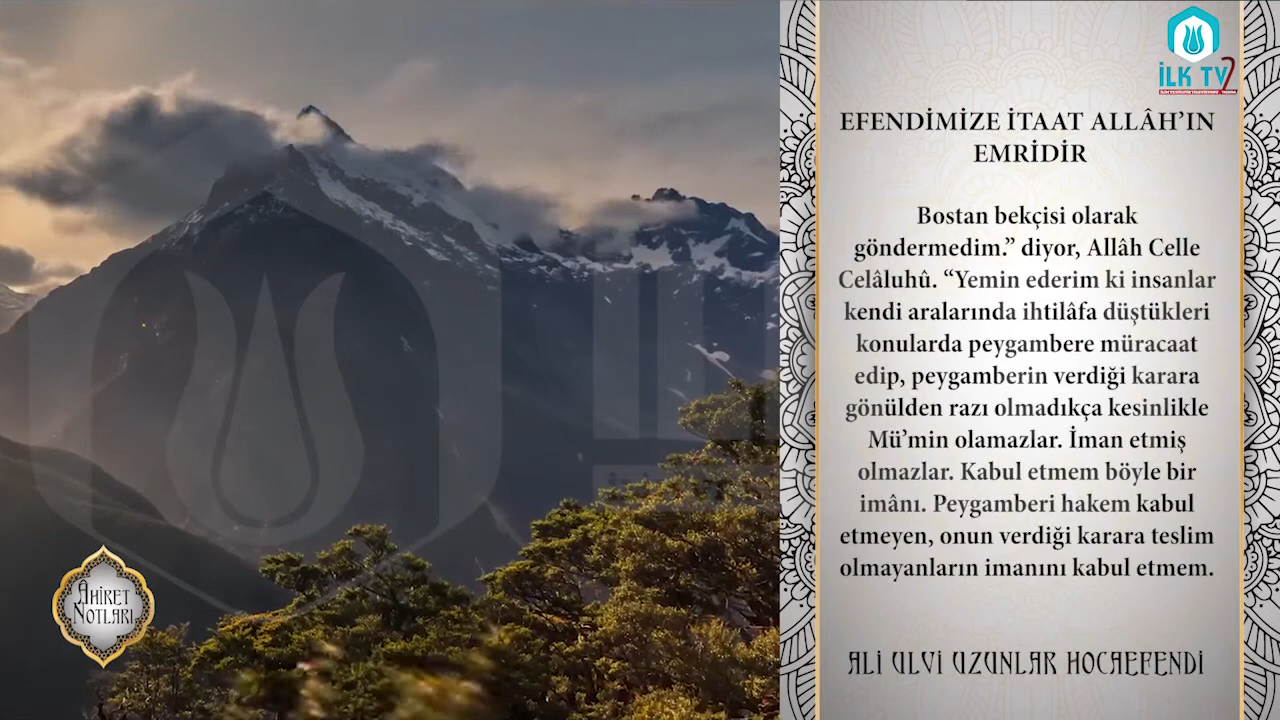 İLK TV2
EFENDİMİZE İTAAT ALLÂH’IN
EMRİDİR
Bostan bekçisi olarak
göndermedim.” diyor, Allâh Celle
Celâluhû. “Yemin ederim ki insanlar
kendi aralarında ihtilâfa düştükleri
konularda peygambere müracaat
edip, peygamberin verdiği karara
gönülden razı olmadıkça kesinlikle
Mü’min olamazlar. İman etmiş
olmazlar. Kabul etmem böyle bir
imânı. Peygamberi hakem kabul
etmeyen, onun verdiği karara teslim
olmayanların imanını kabul etmem.
ALİ ULVİ UZUNLAR HOCAEFENDİ
AHİRET
NOTLARI